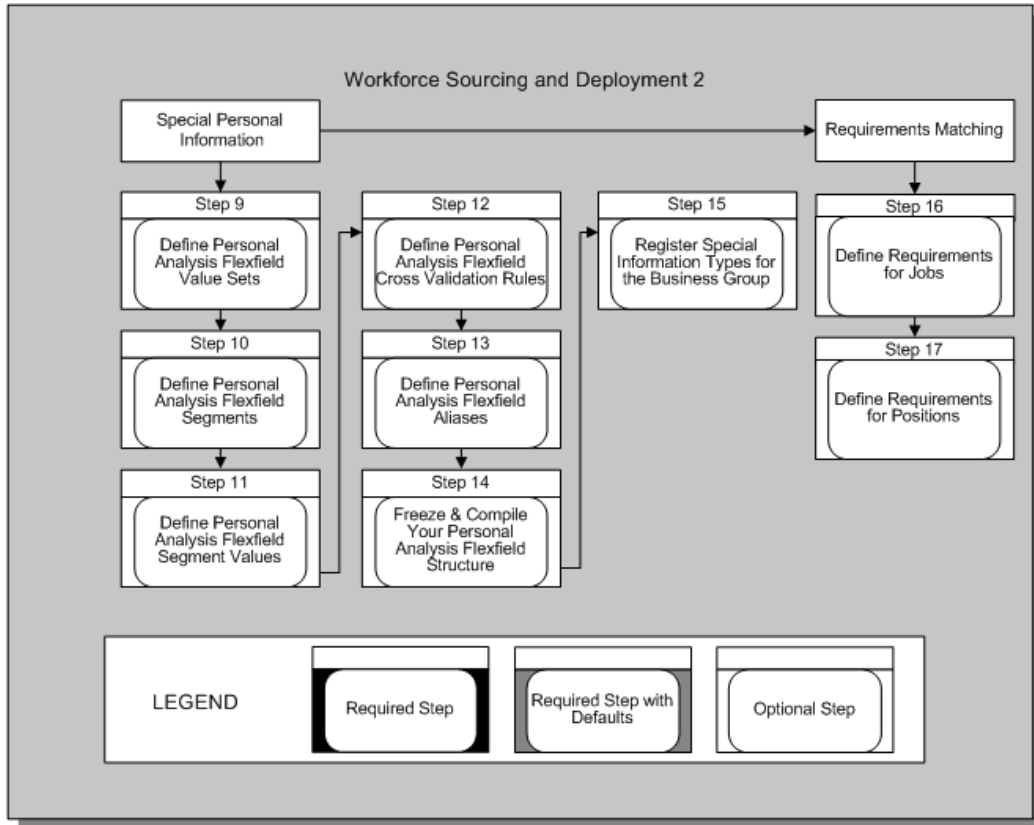 Workforce Sourcing and Deployment 2
Special Personal
Information
Requirements Matching
Step 9
Define Personal
Analysis Flexfield
Value Sets
Step 10
Define Personal
Analysis Flexfield
Segments
Step 11
Define Personal
Analysis Flexfield
Segment Values
Step 12
Define Personal
Analysis Flexfield
Cross Validation Rules
Step 13
Define Personal
Analysis Flexfield
Aliases
Step 14
Freeze & Compile
Your Personal
Analysis Flexfield
Structure
Step 15
Register Special
Information Types for
the Business Group
Step 16
Define Requirements
for Jobs
Step 17
Define Requirements
for Positions
LEGEND
Required Step
Required Step with
Defaults
Optional Step